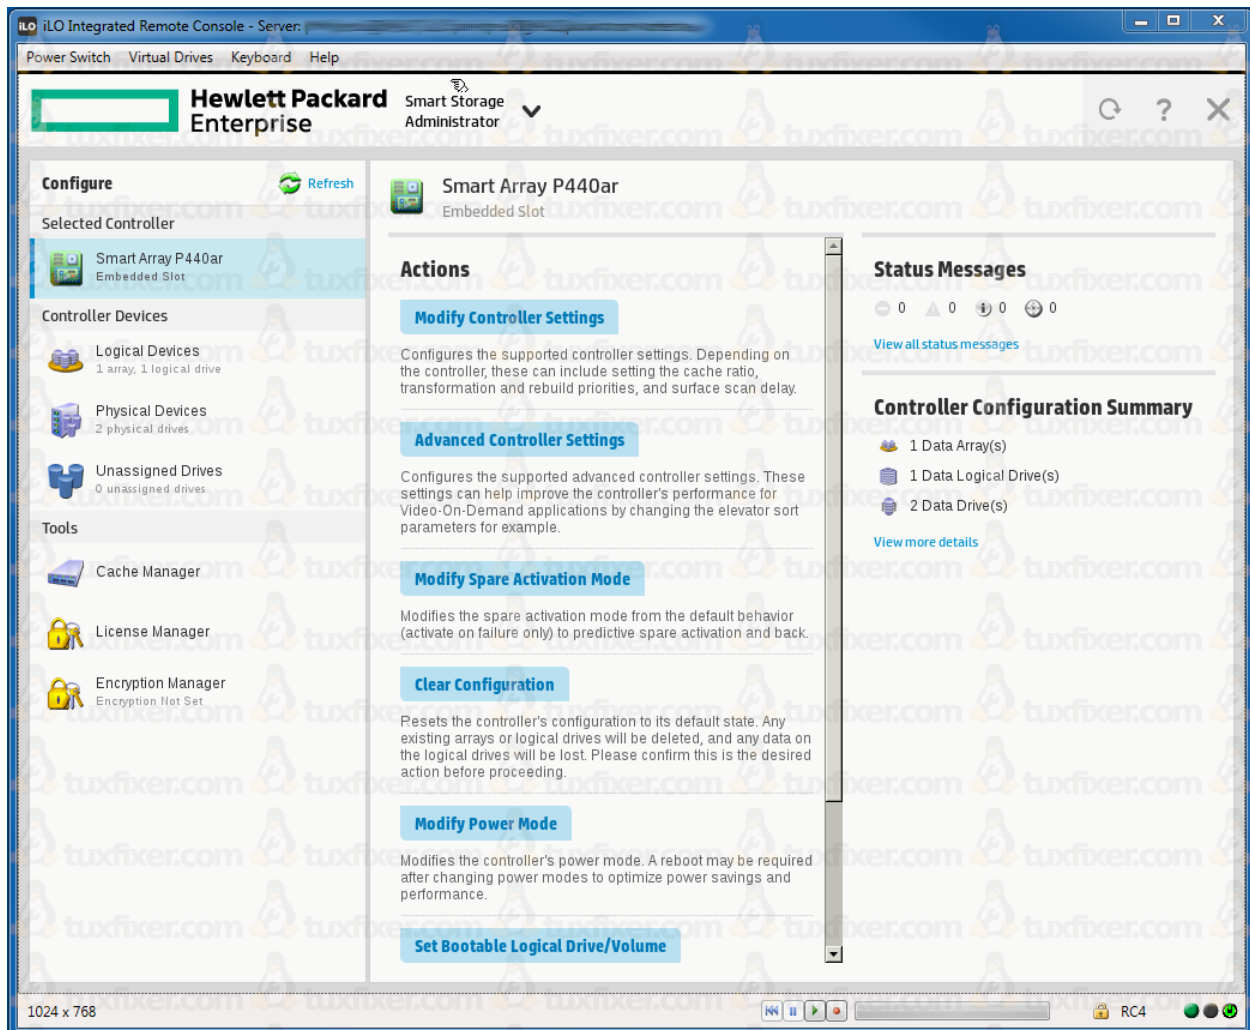 iLO iLO Integrated Remote Console - Server:
Power Switch Virtual Drives Keyboard Help
Hewlett Packard
Enterprise
Smart Storage
Administrator
Configure
Refresh
Selected Controller
Smart Array P440ar
Embedded Slot
Controller Devices
Logical Devices
1 array, 1 logical drive
Physical Devices
2 physical drives
Unassigned Drives
0 unassigned drives
Tools
Cache Manager
License Manager
Encryption Manager
Encryption Not Set
Smart Array P440ar
Embedded Slot
Actions
Modify Controller Settings
Configures the supported controller settings. Depending on
the controller, these can include setting the cache ratio,
transformation and rebuild priorities, and surface scan delay.
Advanced Controller Settings
Configures the supported advanced controller settings. These
settings can help improve the controller's performance for
Video-On-Demand applications by changing the elevator sort
parameters for example.
Modify Spare Activation Mode
Modifies the spare activation mode from the default behavior
(activate on failure only) to predictive spare activation and back.
Clear Configuration
Resets the controller's configuration to its default state. Any
existing arrays or logical drives will be deleted, and any data on
the logical drives will be lost. Please confirm this is the desired
action before proceeding.
Modify Power Mode
Modifies the controller's power mode. A reboot may be required
after changing power modes to optimize power savings and
performance.
Set Bootable Logical Drive/Volume
Status Messages
0 0 0 0
View all status messages
Controller Configuration Summary
1 Data Array(s)
1 Data Logical Drive(s)
2 Data Drive(s)
View more details
1024 x 768
RC4
tuxfixer.com